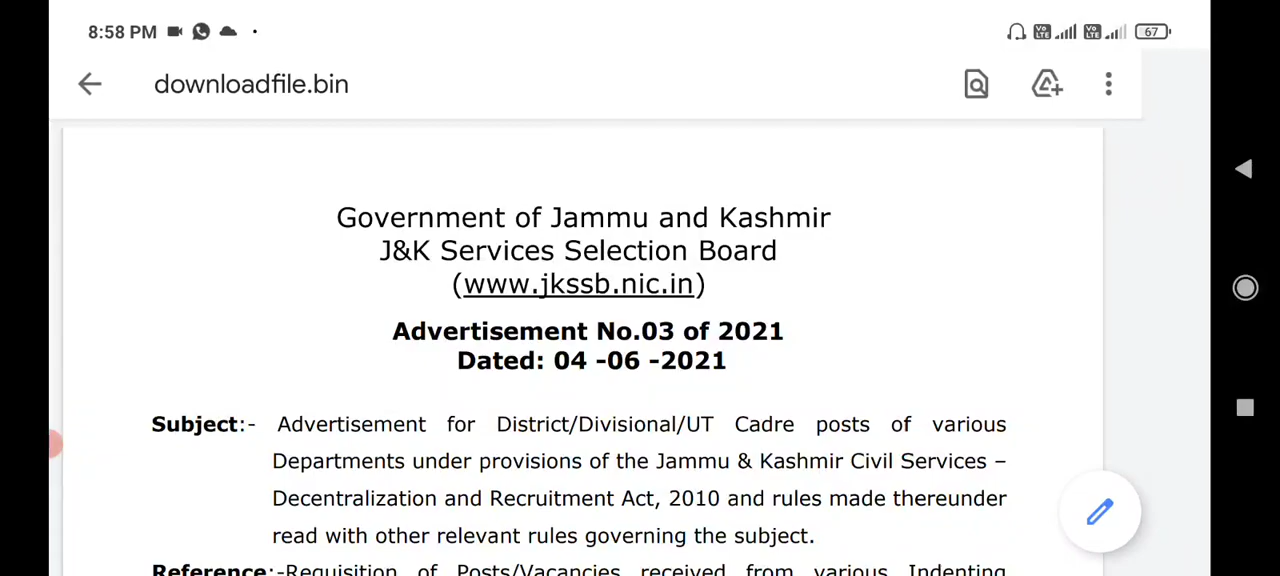 8:58 PM
67
downloadfile.bin
Government of Jammu and Kashmir
J&K Services Selection Board
(www.jkssb.nic.in)
Advertisement No.03 of 2021
Dated: 04 -06 -2021
Subject:- Advertisement for District/Divisional/UT Cadre posts of various
Departments under provisions of the Jammu & Kashmir Civil Services –
Decentralization and Recruitment Act, 2010 and rules made thereunder
read with other relevant rules governing the subject.
Reference:-Requisition of Posts/Vacancies received from various Indenting